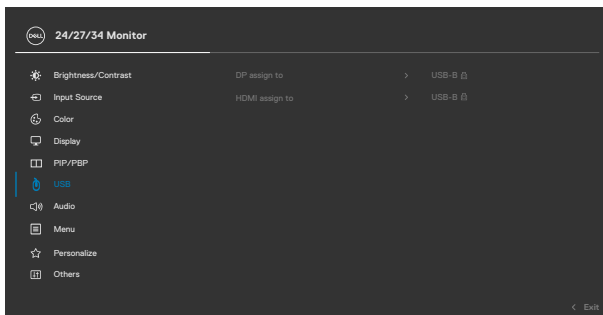 DELL 24/27/34 Monitor
Brightness/Contrast DP assign to > USB-B
Input Source HDMI assign to > USB-B
Color
Display
PIP/PBP
USB
Audio
Menu
Personalize
Others
< Exit